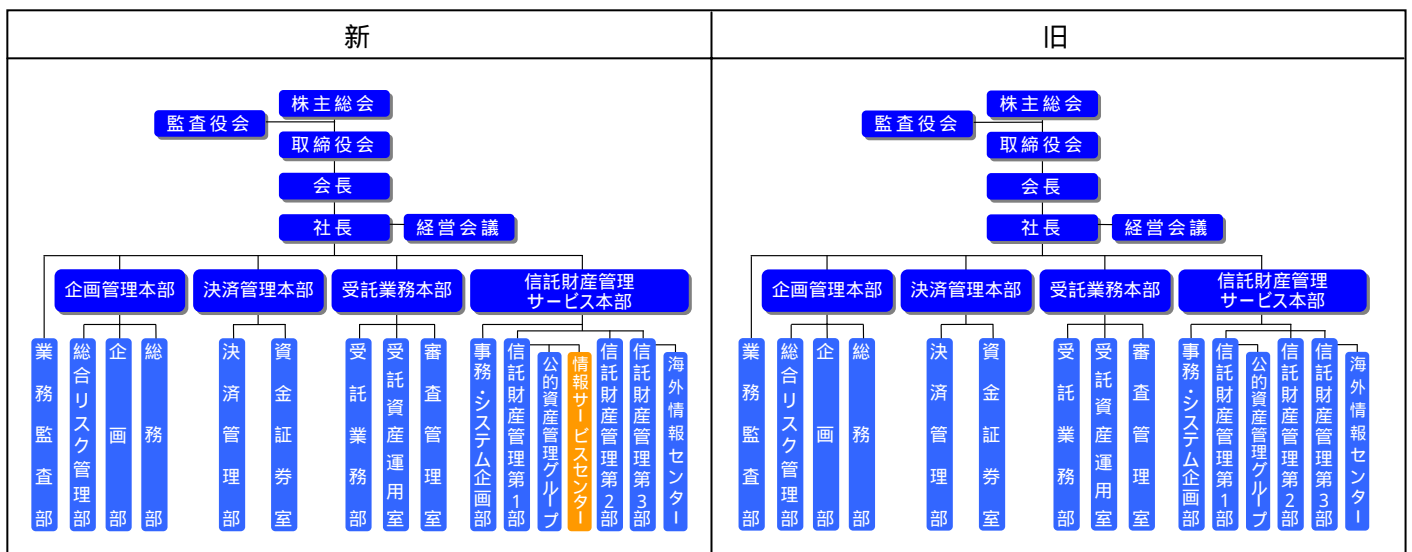 新
株主総会
監査役会
取締役会
会長
社長
経営会議
企画管理本部
決済管理本部
受託業務本部
信託財産管理
サービス本部
業務監査部
総合リスク管理部
企画部
総務部
決済管理部
資金証券室
受託業務部
受託資産運用室
審査管理室
事務・システム企画部
信託財産管理第1部
公的資産管理グループ
情報サービスセンター
信託財産管理第2部
信託財産管理第3部
海外情報センター
旧
株主総会
監査役会
取締役会
会長
社長
経営会議
企画管理本部
決済管理本部
受託業務本部
信託財産管理
サービス本部
業務監査部
総合リスク管理部
企画部
総務部
決済管理部
資金証券室
受託業務部
受託資産運用室
審査管理室
事務・システム企画部
信託財産管理第1部
公的資産管理グループ
信託財産管理第2部
信託財産管理第3部
海外情報センター